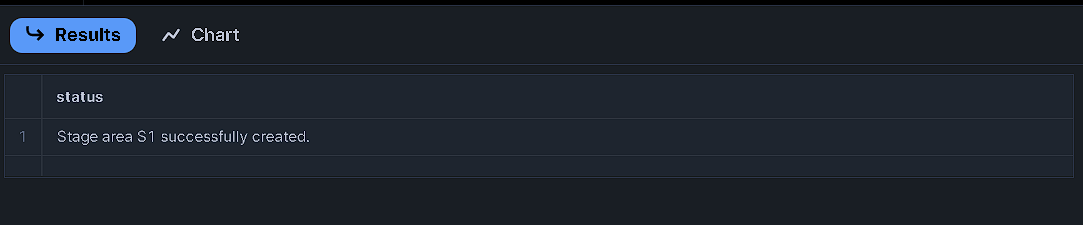 Results Chart
status
1 Stage area S1 successfully created.